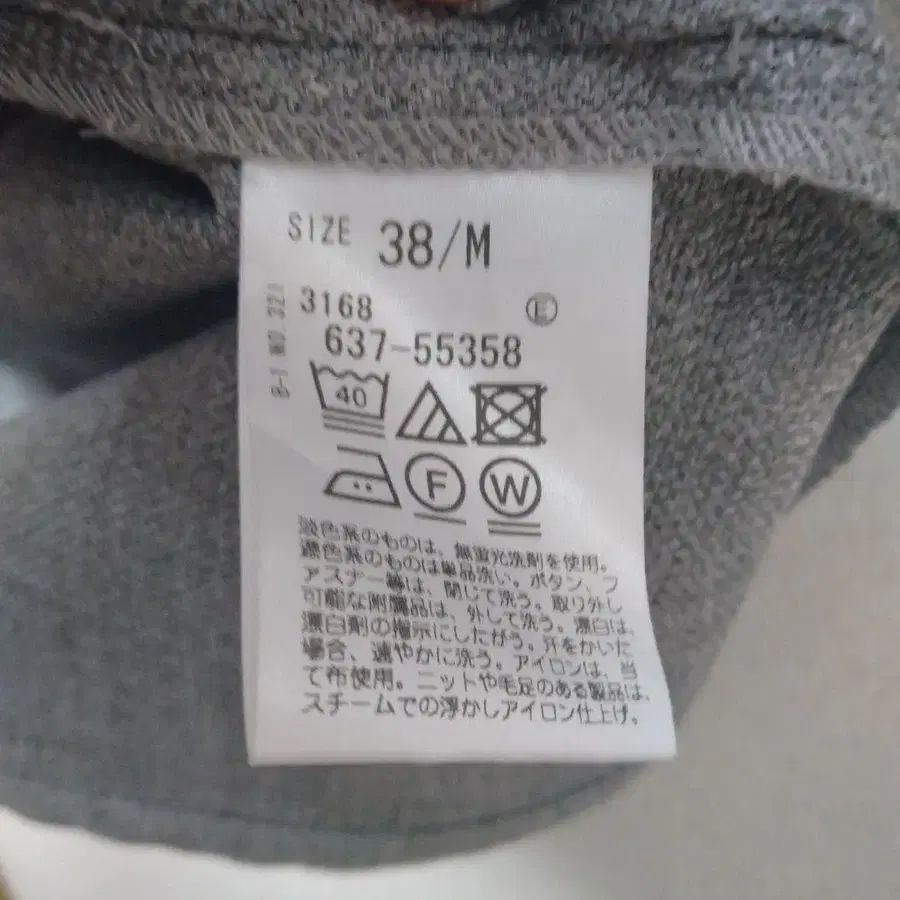 SIZE 38/M
B-1 NO.321
3168 E
637-55358
40
F W
淡色系のものは、無蛍光洗剤を使用。
濃色系のものは単品洗い。ボタン、フ
ァスナー等は、閉じて洗う。取り外し
可能な附属品は、外して洗う。漂白は、
漂白剤の指示にしたがう。汗をかいた
場合、速やかに洗う。アイロンは、当
て布使用。ニットや毛足のある製品は、
スチームでの浮かしアイロン仕上げ。